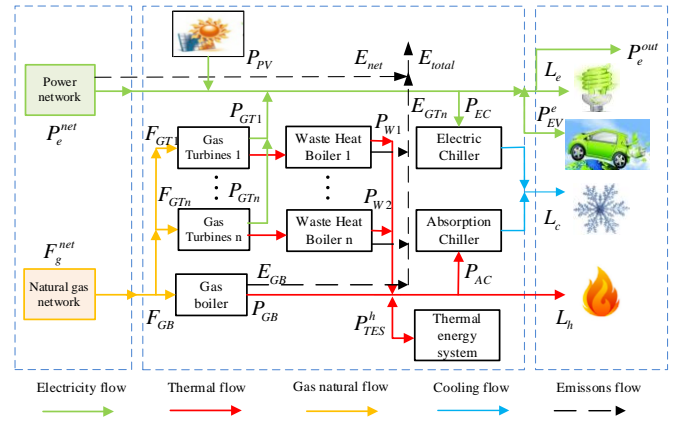 P_PV
E_net
E_total
P_e^out
Power
network
P_e^net
L_e
P_GT1
E_GTn
P_EC
P_EV^e
F_GT1
Gas
Turbines 1
Waste Heat
Boiler 1
P_W1
Electric
Chiller
F_GTn
P_GTn
P_W2
Gas
Turbines n
Waste Heat
Boiler n
Absorption
Chiller
L_c
F_g^net
E_GB
P_AC
Natural gas
network
Gas
boiler
F_GB
P_GB
P_TES^h
Thermal
energy
system
L_h
Electricity flow
Thermal flow
Gas natural flow
Cooling flow
Emissons flow